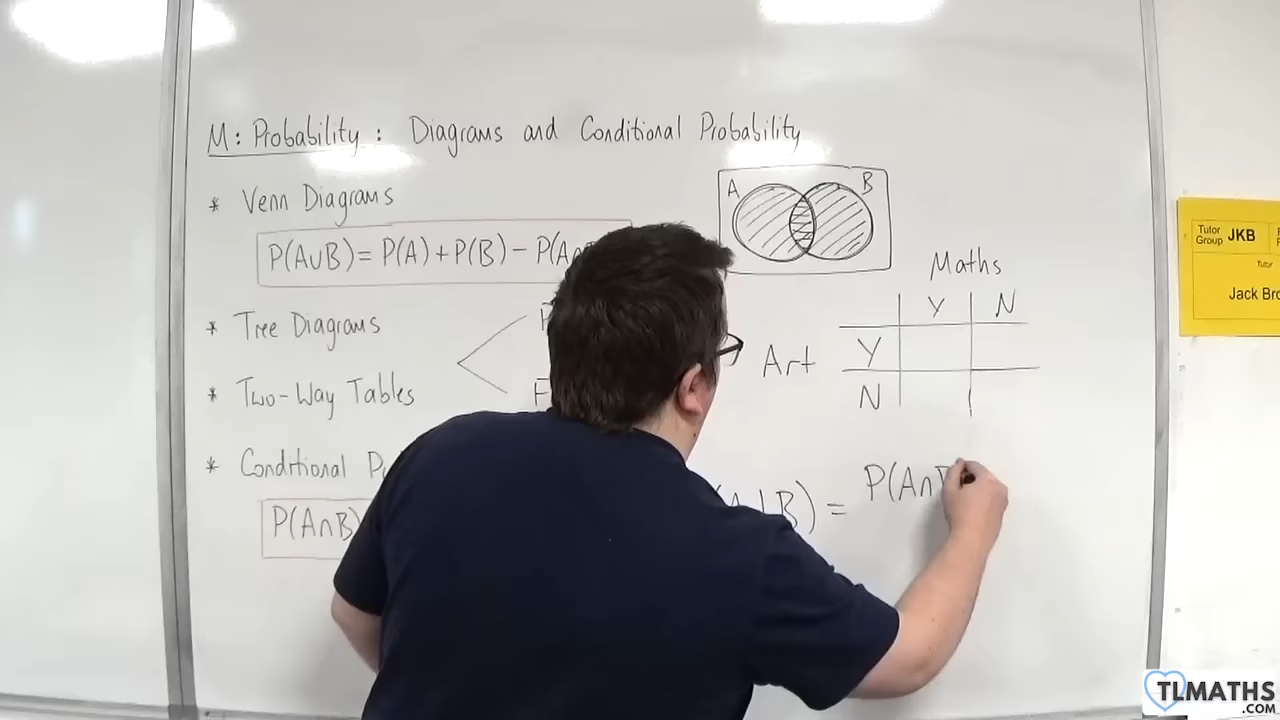 M: Probability: Diagrams and Conditional Probability
* Venn Diagrams
A B
P(A∪B) = P(A) + P(B) − P(A∩
Maths
Y N
* Tree Diagrams
Art Y
* Two-Way Tables
N
* Conditional
P(A∩B)
A | B) = P(A∩
Tutor Group JKB
Tutor
Jack Bro
TLMATHS
.COM